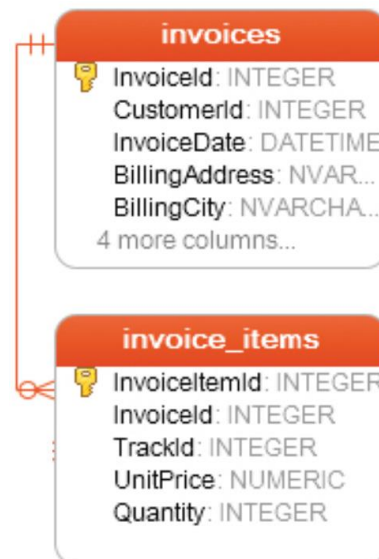 invoices
InvoiceId: INTEGER
CustomerId: INTEGER
InvoiceDate: DATETIME
BillingAddress: NVAR...
BillingCity: NVARCHA...
4 more columns...
invoice_items
InvoiceItemId: INTEGER
InvoiceId: INTEGER
TrackId: INTEGER
UnitPrice: NUMERIC
Quantity: INTEGER